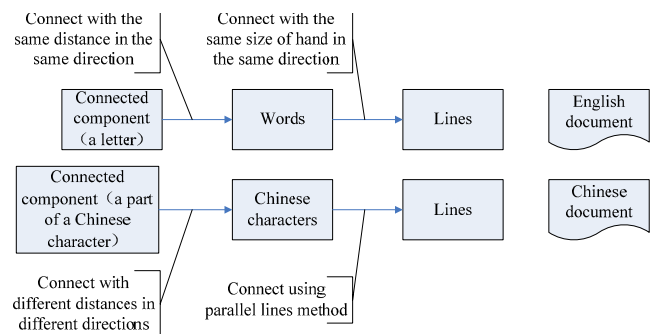 Connect with the
same distance in the
same direction
Connect with the
same size of hand in
the same direction
Connected
component
（a letter）
Words
Lines
English
document
Connected
component（a part
of a Chinese
character）
Chinese
characters
Lines
Chinese
document
Connect with
different distances in
different directions
Connect using
parallel lines method